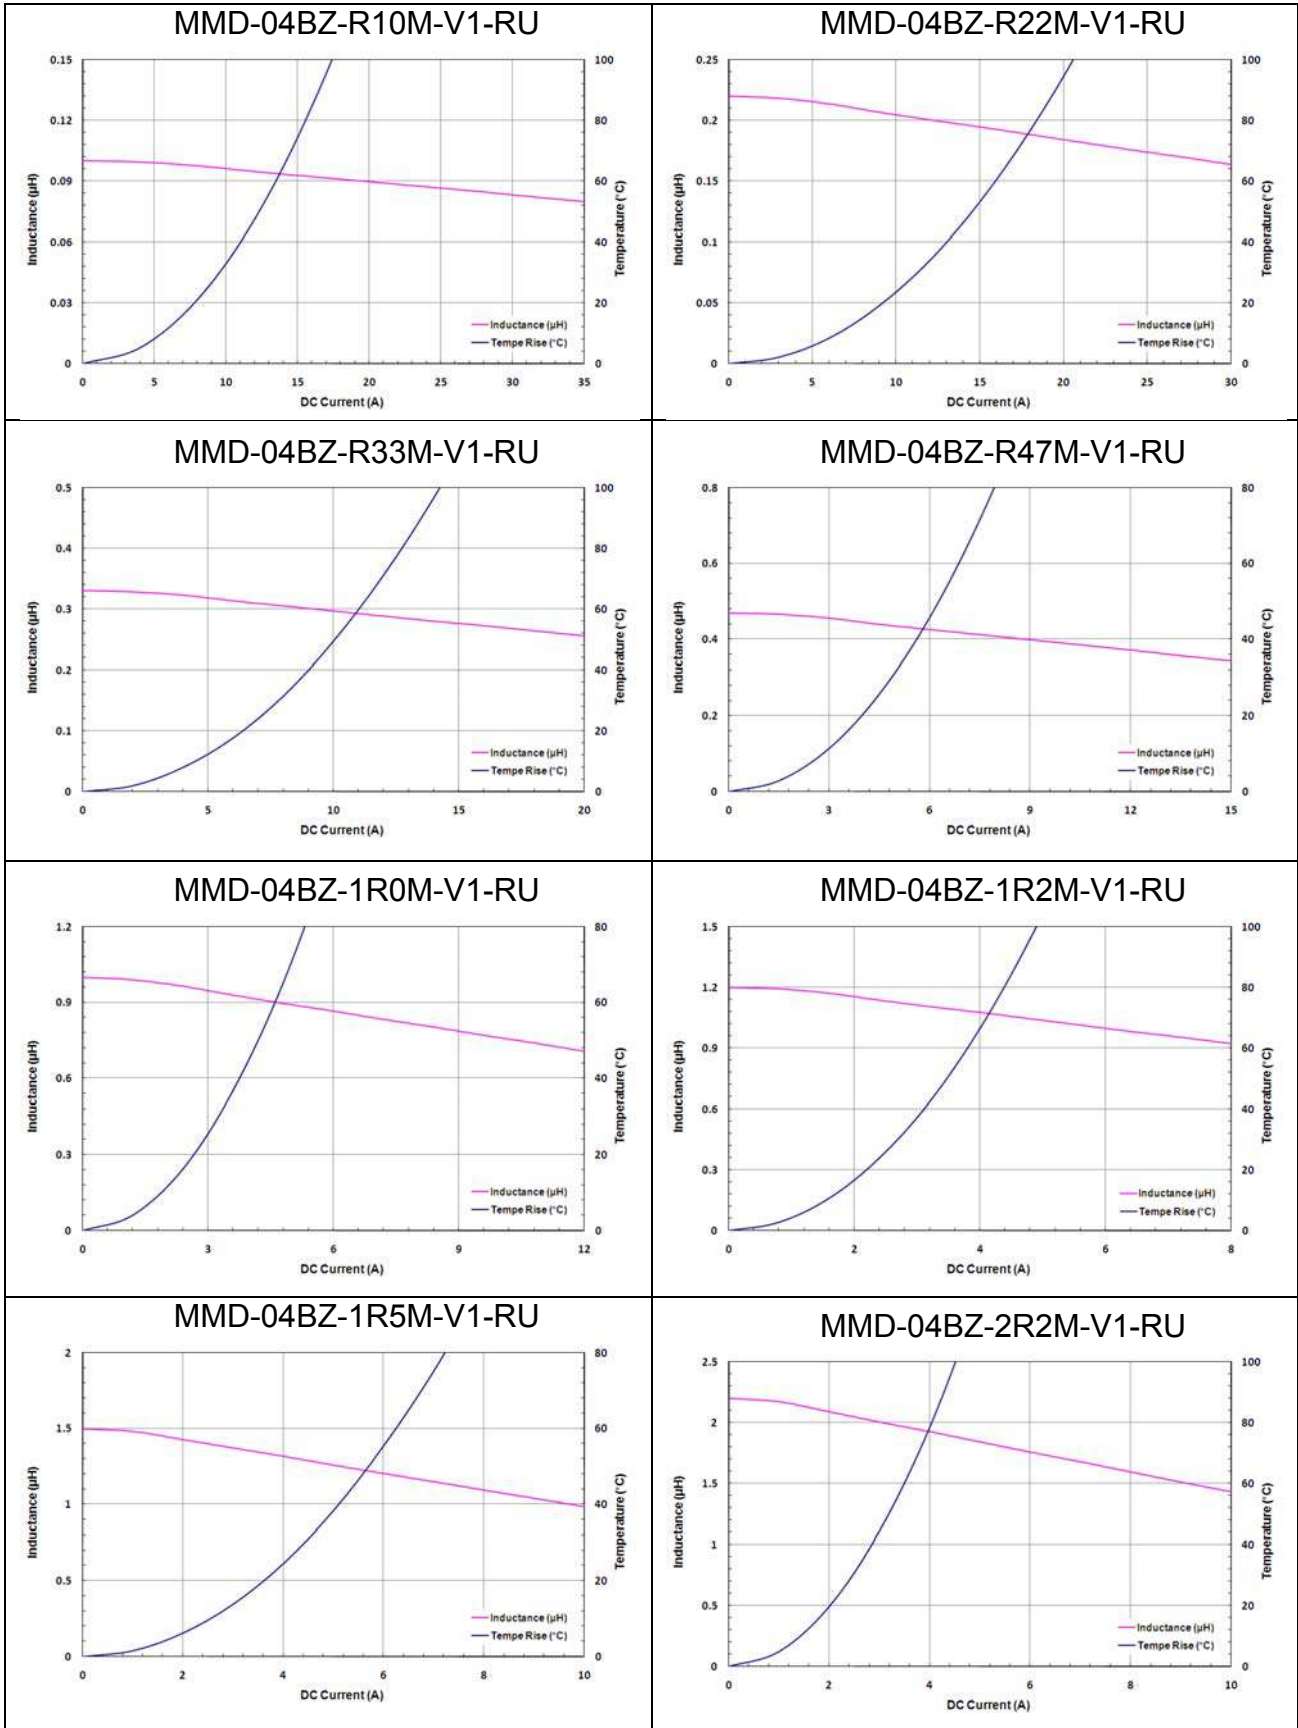 MMD-04BZ-R10M-V1-RU
0.15
0.12
0.09
0.06
0.03
0
100
80
60
40
20
0
0 5 10 15 20 25 30 35
Inductance (µH)
Temperature (°C)
Inductance (µH)
Tempe Rise (°C)
DC Current (A)
MMD-04BZ-R22M-V1-RU
0.25
0.2
0.15
0.1
0.05
0
100
80
60
40
20
0
0 5 10 15 20 25 30
Inductance (µH)
Temperature (°C)
Inductance (µH)
Tempe Rise (°C)
DC Current (A)
MMD-04BZ-R33M-V1-RU
0.5
0.4
0.3
0.2
0.1
0
100
80
60
40
20
0
0 5 10 15 20
Inductance (µH)
Temperature (°C)
Inductance (µH)
Tempe Rise (°C)
DC Current (A)
MMD-04BZ-R47M-V1-RU
0.8
0.6
0.4
0.2
0
80
60
40
20
0
0 3 6 9 12 15
Inductance (µH)
Temperature (°C)
Inductance (µH)
Tempe Rise (°C)
DC Current (A)
MMD-04BZ-1R0M-V1-RU
1.2
0.9
0.6
0.3
0
80
60
40
20
0
0 3 6 9 12
Inductance (µH)
Temperature (°C)
Inductance (µH)
Tempe Rise (°C)
DC Current (A)
MMD-04BZ-1R2M-V1-RU
1.5
1.2
0.9
0.6
0.3
0
100
80
60
40
20
0
0 2 4 6 8
Inductance (µH)
Temperature (°C)
Inductance (µH)
Tempe Rise (°C)
DC Current (A)
MMD-04BZ-1R5M-V1-RU
2
1.5
1
0.5
0
80
60
40
20
0
0 2 4 6 8 10
Inductance (µH)
Temperature (°C)
Inductance (µH)
Tempe Rise (°C)
DC Current (A)
MMD-04BZ-2R2M-V1-RU
2.5
2
1.5
1
0.5
0
100
80
60
40
20
0
0 2 4 6 8 10
Inductance (µH)
Temperature (°C)
Inductance (µH)
Tempe Rise (°C)
DC Current (A)